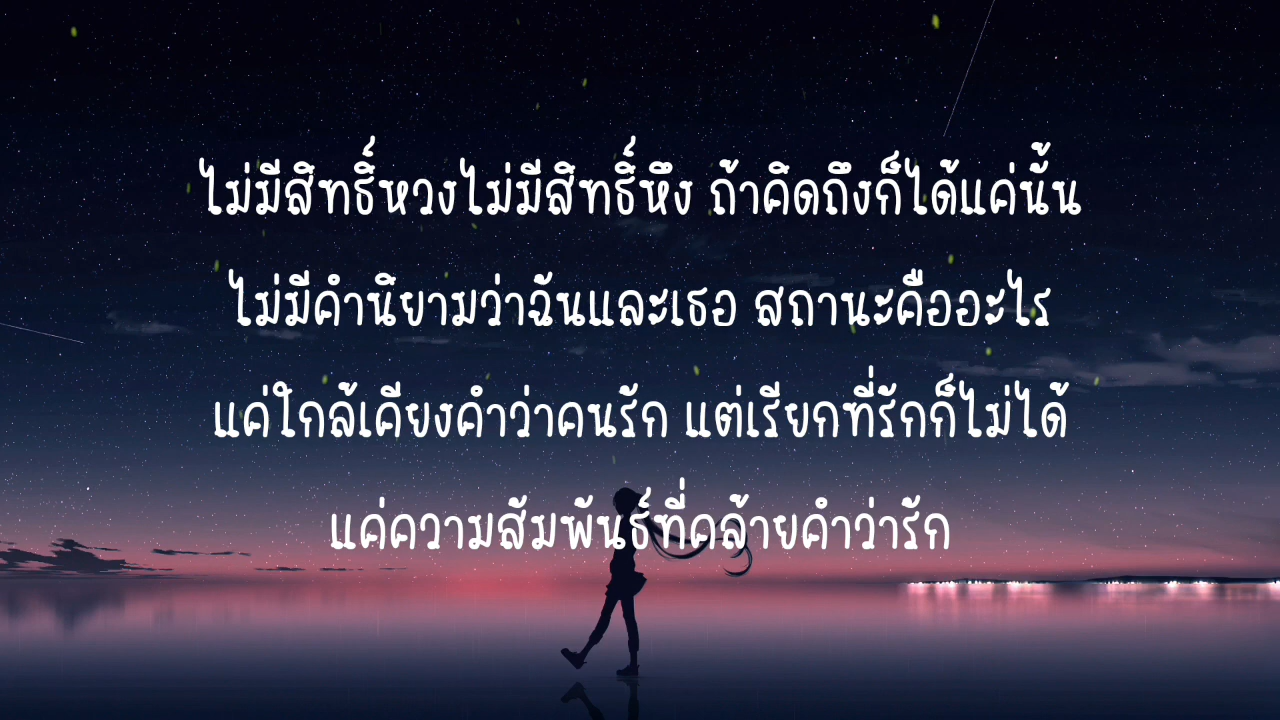 ไม่มีสิทธิ์หวงไม่มีสิทธิ์หึง ถ้าคิดถึงก็ได้แค่นั้น
ไม่มีคำนิยามว่าฉันและเธอ สถานะคืออะไร
แค่ใกล้เคียงคำว่าคนรัก แต่เรียกที่รักก็ไม่ได้
แค่ความสัมพันธ์ที่คล้ายคำว่ารัก